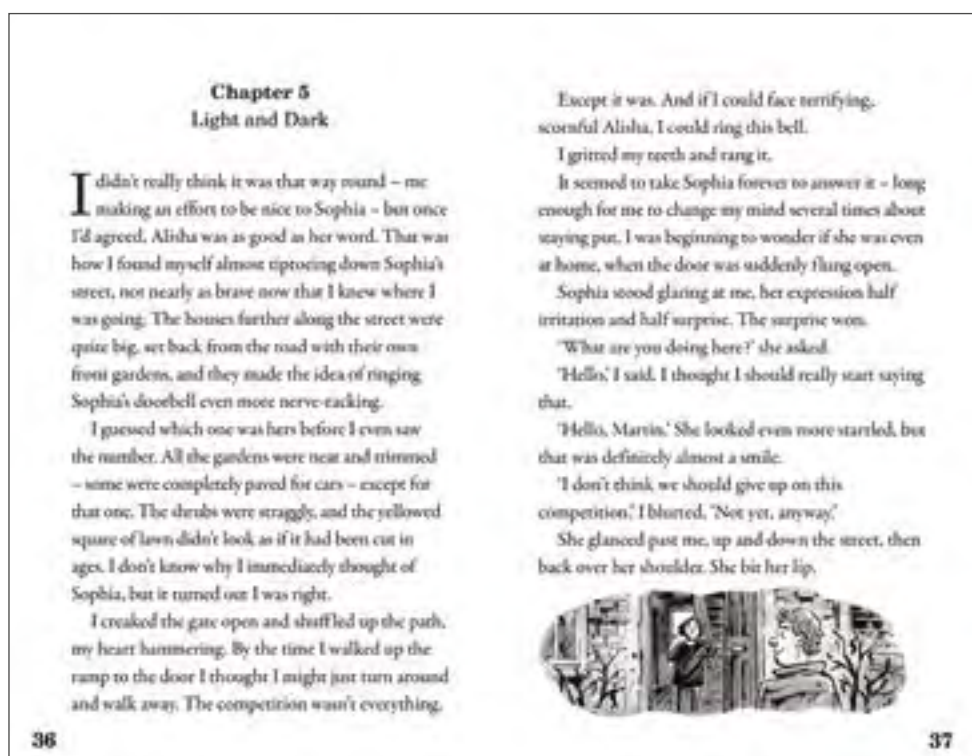 Chapter 5
Light and Dark
I didn't really think it was that way round – me
making an effort to be nice to Sophia – but once
I'd agreed, Alisha was as good as her word. That was
how I found myself almost tiptoeing down Sophia's
street, not nearly as brave now that I knew where I
was going. The houses further along the street were
quite big, set back from the road with their own
front gardens, and they made the idea of ringing
Sophia's doorbell even more nerve-racking.
I guessed which one was hers before I even saw
the number. All the gardens were neat and trimmed
– some were completely paved for cars – except for
that one. The shrubs were straggly, and the yellowed
square of lawn didn't look as if it had been cut in
ages. I don't know why I immediately thought of
Sophia, but it turned out I was right.
I creaked the gate open and shuffled up the path,
my heart hammering. By the time I walked up the
ramp to the door I thought I might just turn around
and walk away. The competition wasn't everything.
36
Except it was. And if I could face terrifying,
scornful Alisha, I could ring this bell.
I gritted my teeth and rang it.
It seemed to take Sophia forever to answer it – long
enough for me to change my mind several times about
staying put. I was beginning to wonder if she was even
at home, when the door was suddenly flung open.
Sophia stood glaring at me, her expression half
irritation and half surprise. The surprise won.
'What are you doing here?' she asked.
'Hello,' I said. I thought I should really start saying
that.
'Hello, Martin.' She looked even more startled, but
that was definitely almost a smile.
'I don't think we should give up on this
competition,' I blurted. 'Not yet, anyway.'
She glanced past me, up and down the street, then
back over her shoulder. She bit her lip.
37